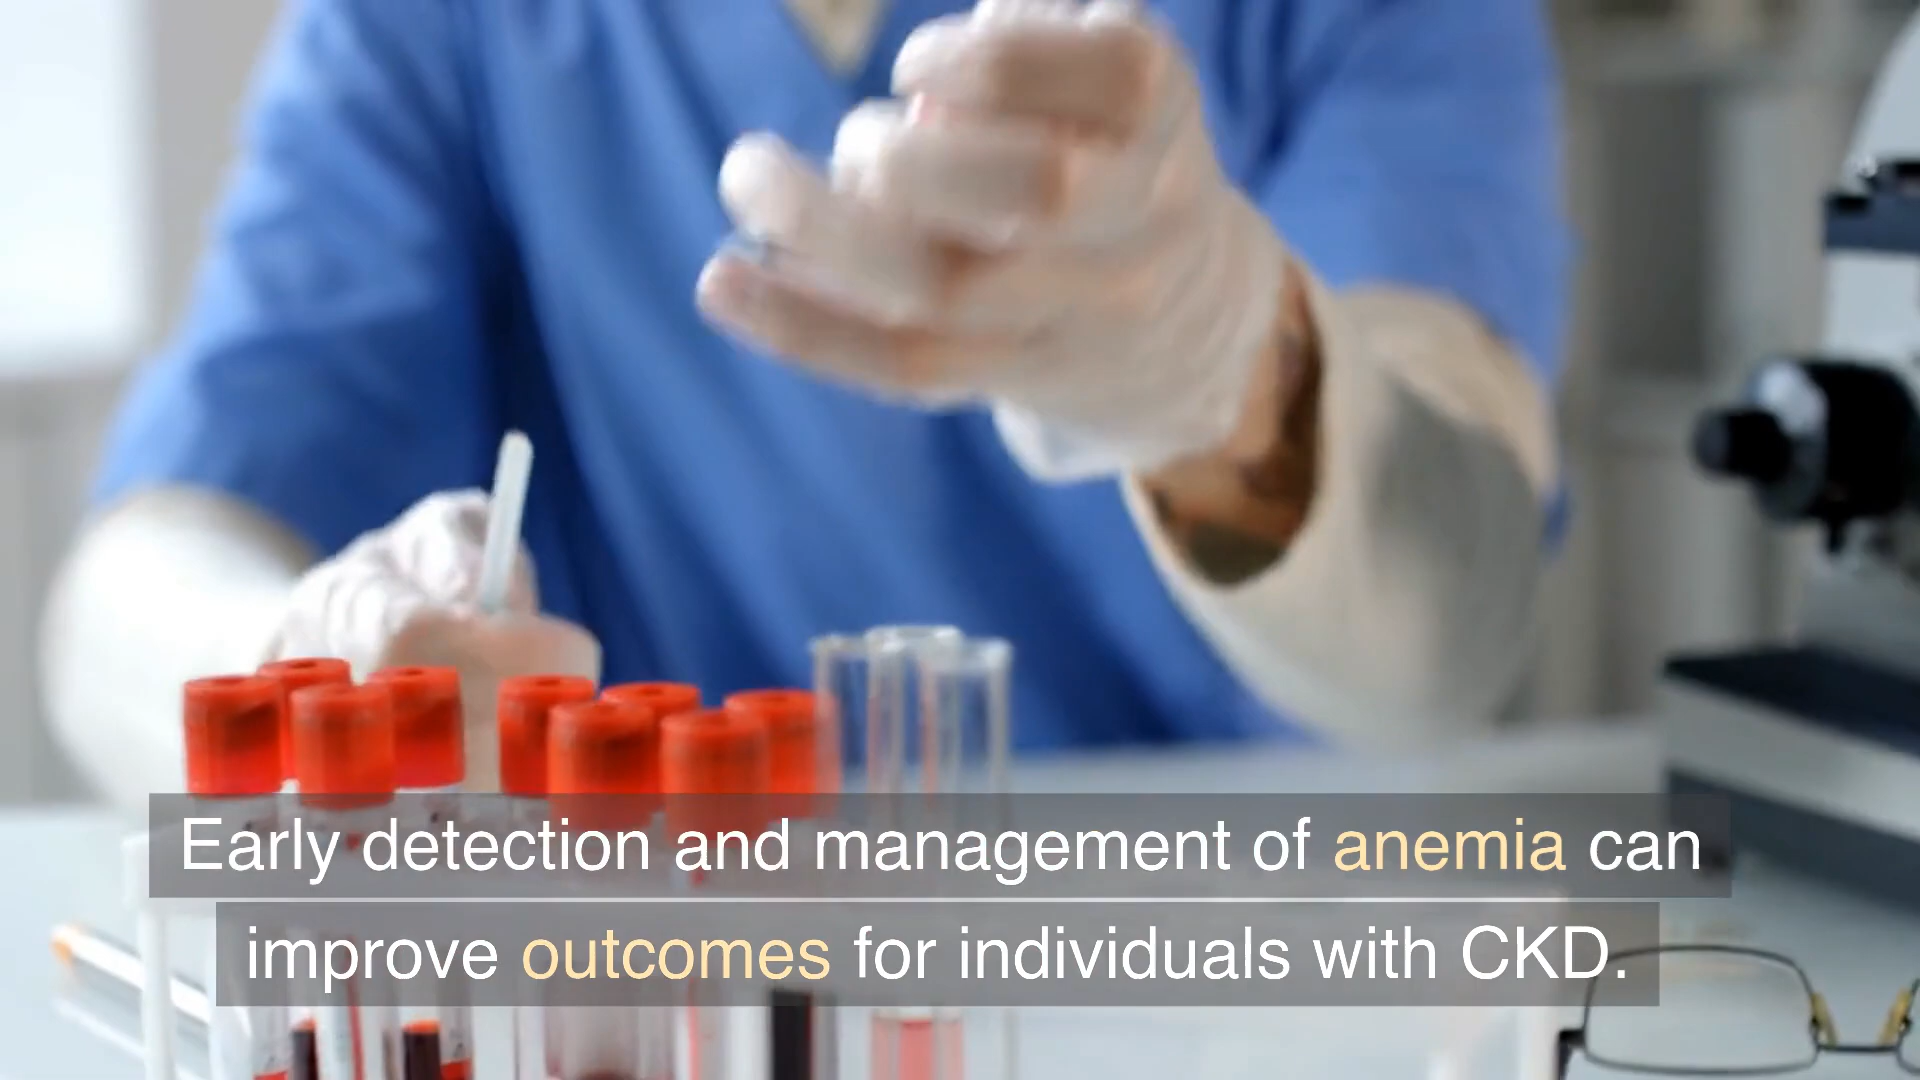 Early detection and management of anemia can
improve outcomes for individuals with CKD.